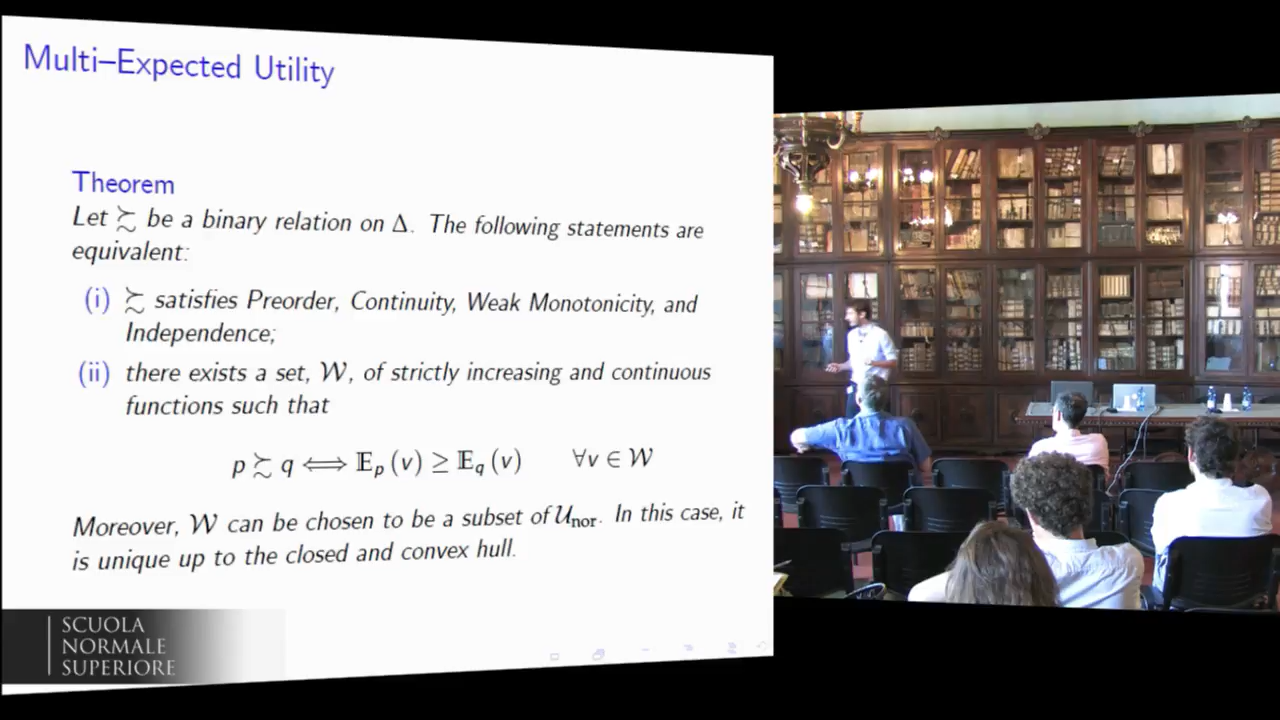 Multi–Expected Utility
Theorem
Let ≿ be a binary relation on Δ. The following statements are
equivalent:
(i) ≿ satisfies Preorder, Continuity, Weak Monotonicity, and
Independence;
(ii) there exists a set, 𝒲, of strictly increasing and continuous
functions such that
p ≿ q ⟺ 𝔼p (v) ≥ 𝔼q (v) ∀v ∈ 𝒲
Moreover, 𝒲 can be chosen to be a subset of 𝒰nor. In this case, it
is unique up to the closed and convex hull.
SCUOLA
NORMALE
SUPERIORE